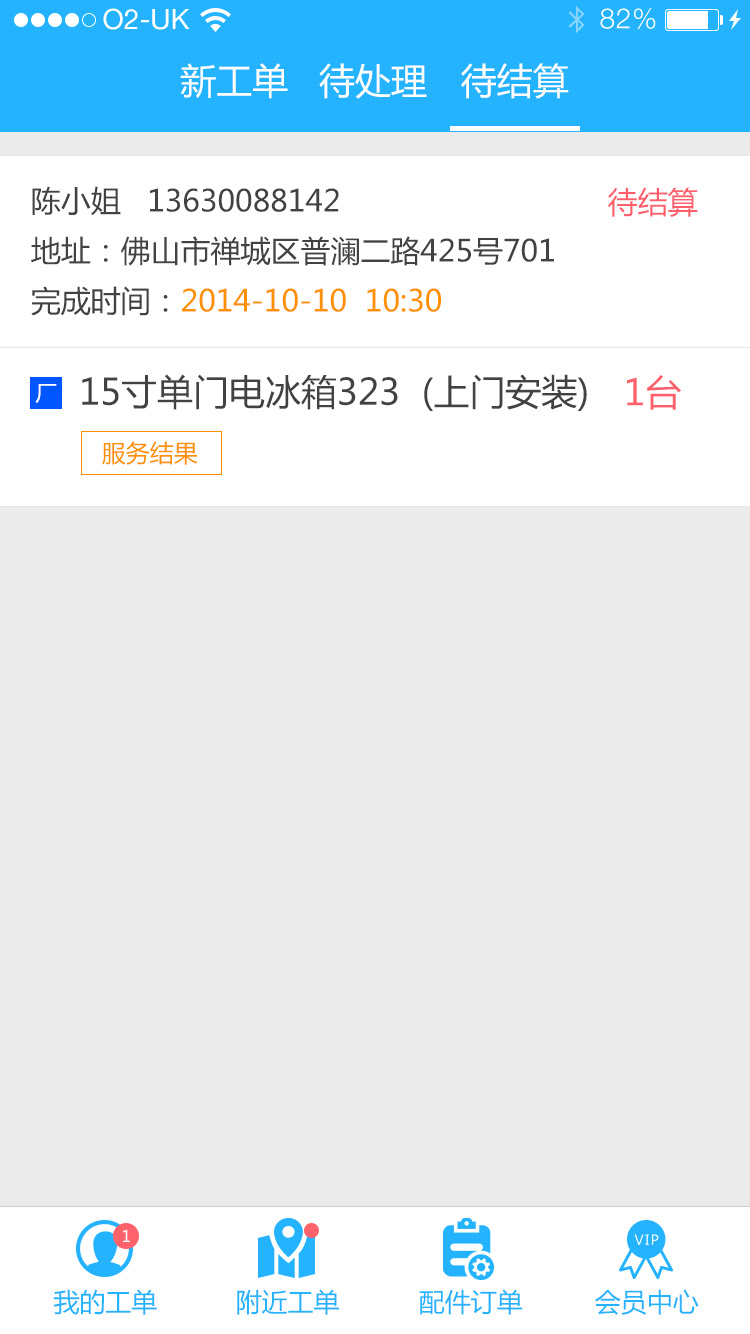 O2-UK 82%
新工单 待处理 待结算
陈小姐 13630088142 待结算
地址：佛山市禅城区普澜二路425号701
完成时间：2014-10-10 10:30
厂 15寸单门电冰箱323 (上门安装) 1台
服务结果
1 VIP
我的工单 附近工单 配件订单 会员中心